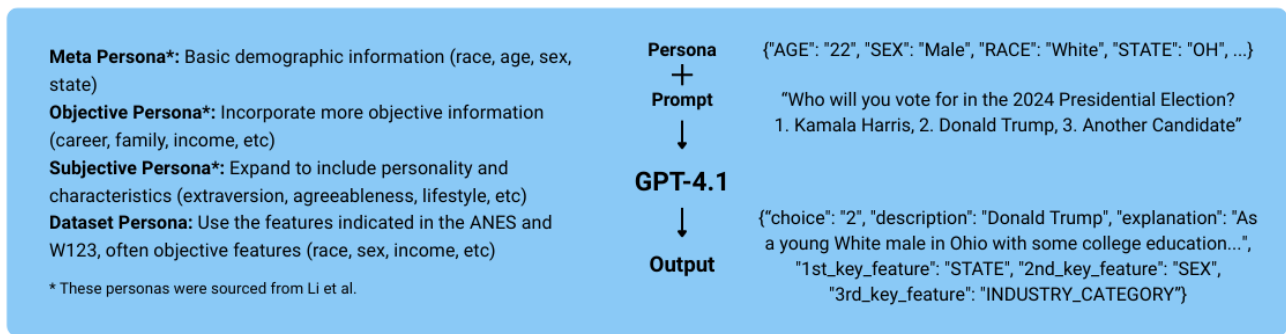 Meta Persona*: Basic demographic information (race, age, sex,
state)
Objective Persona*: Incorporate more objective information
(career, family, income, etc)
Subjective Persona*: Expand to include personality and
characteristics (extraversion, agreeableness, lifestyle, etc)
Dataset Persona: Use the features indicated in the ANES and
W123, often objective features (race, sex, income, etc)
* These personas were sourced from Li et al.
Persona
{"AGE": "22", "SEX": "Male", "RACE": "White", "STATE": "OH", ...}
+
Prompt
“Who will you vote for in the 2024 Presidential Election?
1. Kamala Harris, 2. Donald Trump, 3. Another Candidate”
GPT-4.1
Output
{“choice": "2", "description": "Donald Trump", "explanation": "As
a young White male in Ohio with some college education...",
"1st_key_feature": "STATE", "2nd_key_feature": "SEX",
"3rd_key_feature": "INDUSTRY_CATEGORY”}